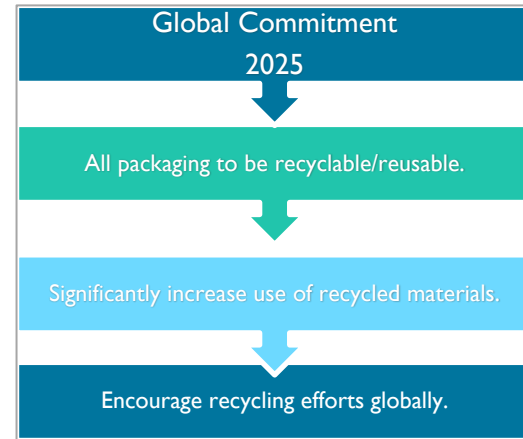 Global Commitment
2025
All packaging to be recyclable/reusable.
Significantly increase use of recycled materials.
Encourage recycling efforts globally.